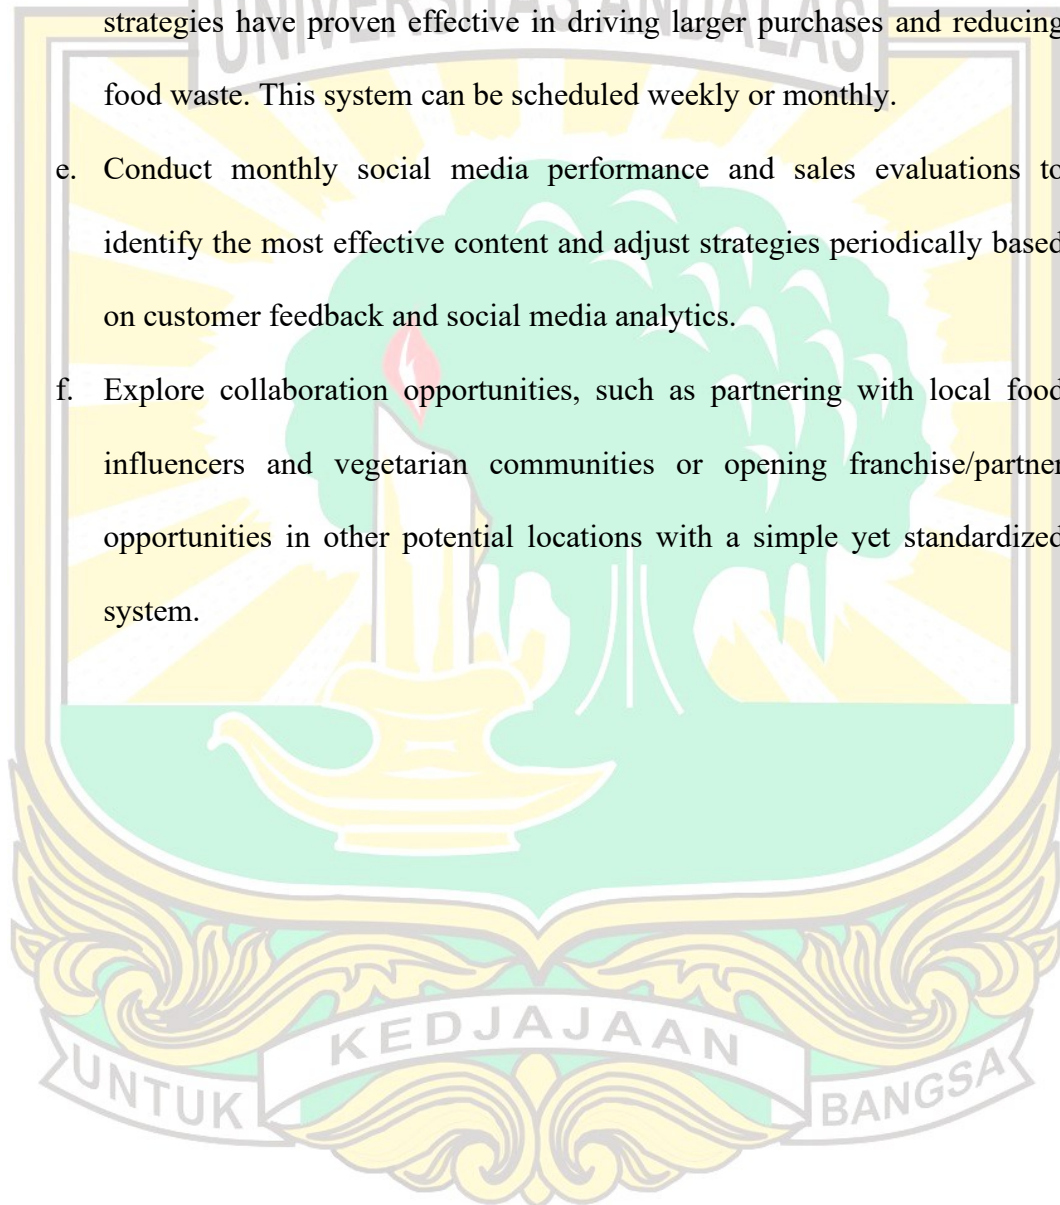 UNIVERSITAS ANDALAS
strategies have proven effective in driving larger purchases and reducing
food waste. This system can be scheduled weekly or monthly.
e. Conduct monthly social media performance and sales evaluations to
identify the most effective content and adjust strategies periodically based
on customer feedback and social media analytics.
f. Explore collaboration opportunities, such as partnering with local food
influencers and vegetarian communities or opening franchise/partner
opportunities in other potential locations with a simple yet standardized
system.
UNTUK KEDJAJAAN BANGSA